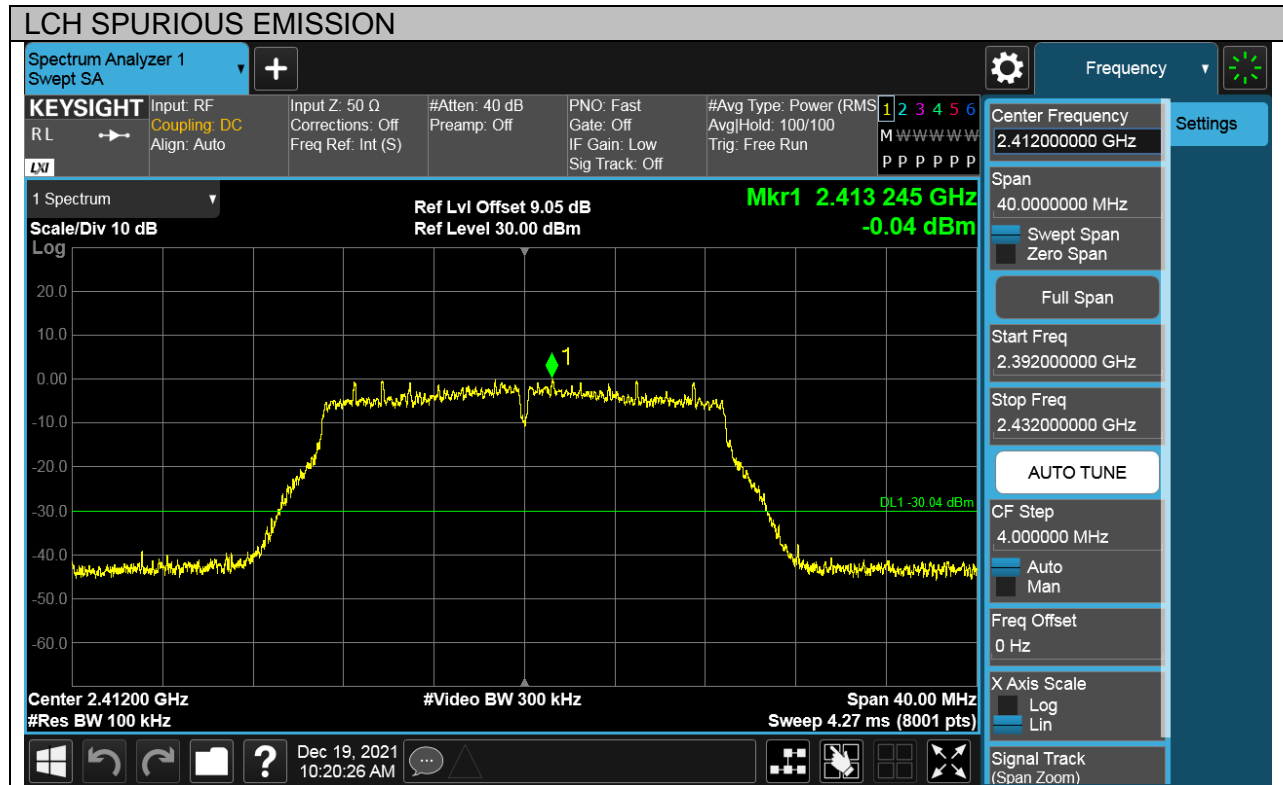 LCH SPURIOUS EMISSION
Spectrum Analyzer 1
Swept SA
+
Frequency
KEYSIGHT
RL
LXI
Input: RF
Coupling: DC
Align: Auto
Input Z: 50 Ω
Corrections: Off
Freq Ref: Int (S)
#Atten: 40 dB
Preamp: Off
PNO: Fast
Gate: Off
IF Gain: Low
Sig Track: Off
#Avg Type: Power (RMS
Avg|Hold: 100/100
Trig: Free Run
1 2 3 4 5 6
M W W W W W
P P P P P P
1 Spectrum
Scale/Div 10 dB
Ref Lvl Offset 9.05 dB
Ref Level 30.00 dBm
Mkr1 2.413 245 GHz
-0.04 dBm
Log
20.0
10.0
0.00
-10.0
-20.0
-30.0
-40.0
-50.0
-60.0
1
DL1 -30.04 dBm
Center 2.41200 GHz
#Res BW 100 kHz
#Video BW 300 kHz
Span 40.00 MHz
Sweep 4.27 ms (8001 pts)
?
Dec 19, 2021
10:20:26 AM
Center Frequency
2.412000000 GHz
Settings
Span
40.0000000 MHz
Swept Span
Zero Span
Full Span
Start Freq
2.392000000 GHz
Stop Freq
2.432000000 GHz
AUTO TUNE
CF Step
4.000000 MHz
Auto
Man
Freq Offset
0 Hz
X Axis Scale
Log
Lin
Signal Track
(Span Zoom)